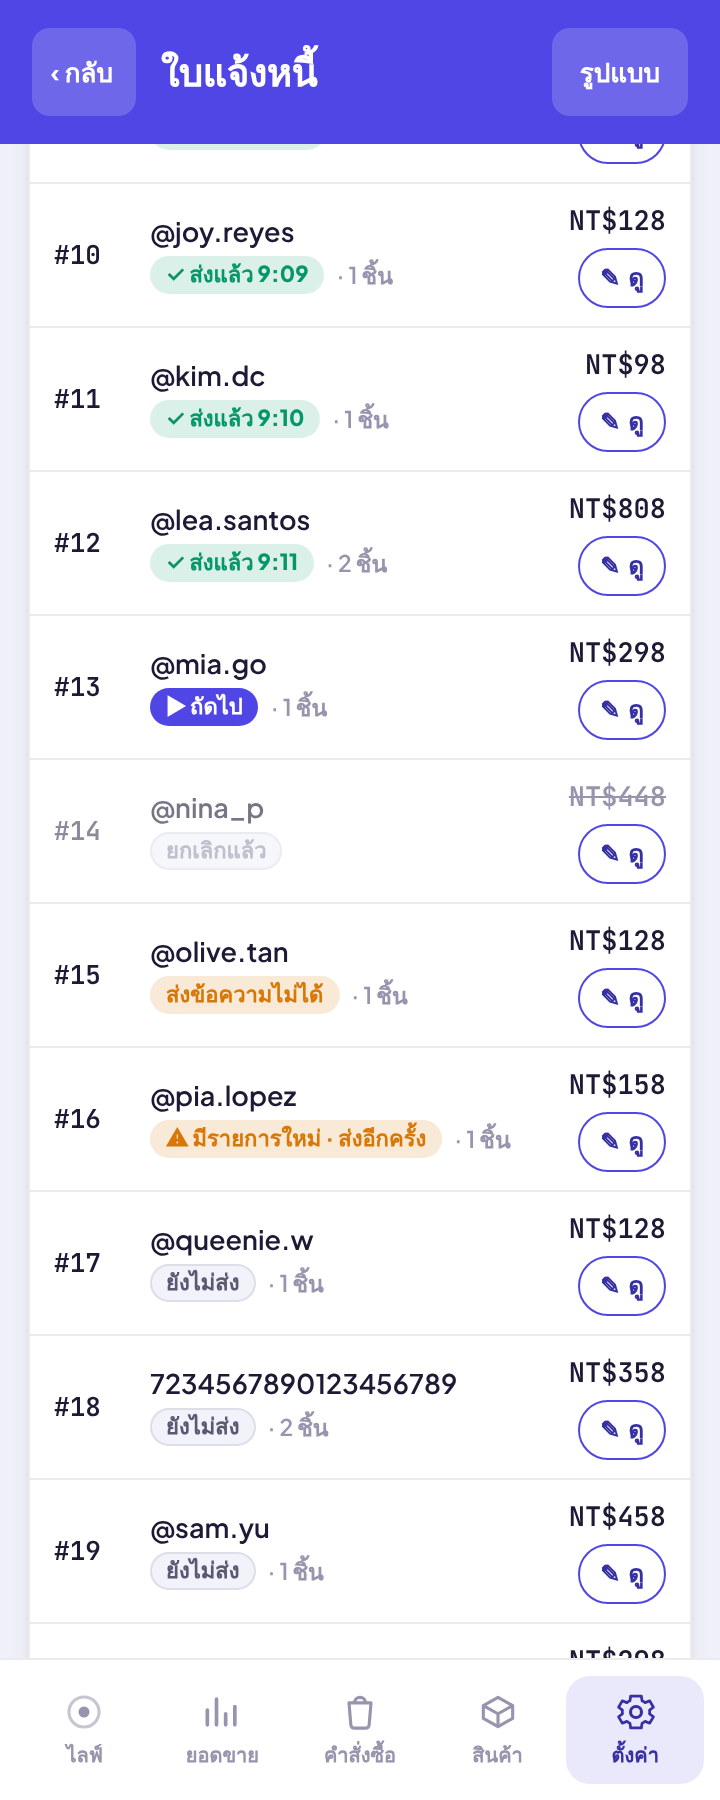 ‹ กลับ
ใบแจ้งหนี้
รูปแบบ
#10
@joy.reyes
✓ ส่งแล้ว 9:09 · 1 ชิ้น
NT$128
✎ ดู
#11
@kim.dc
✓ ส่งแล้ว 9:10 · 1 ชิ้น
NT$98
✎ ดู
#12
@lea.santos
✓ ส่งแล้ว 9:11 · 2 ชิ้น
NT$808
✎ ดู
#13
@mia.go
▶ ถัดไป · 1 ชิ้น
NT$298
✎ ดู
#14
@nina_p
ยกเลิกแล้ว
NT$448
✎ ดู
#15
@olive.tan
ส่งข้อความไม่ได้ · 1 ชิ้น
NT$128
✎ ดู
#16
@pia.lopez
⚠ มีรายการใหม่ · ส่งอีกครั้ง · 1 ชิ้น
NT$158
✎ ดู
#17
@queenie.w
ยังไม่ส่ง · 1 ชิ้น
NT$128
✎ ดู
#18
7234567890123456789
ยังไม่ส่ง · 2 ชิ้น
NT$358
✎ ดู
#19
@sam.yu
ยังไม่ส่ง · 1 ชิ้น
NT$458
✎ ดู
ไลฟ์
ยอดขาย
คำสั่งซื้อ
สินค้า
ตั้งค่า